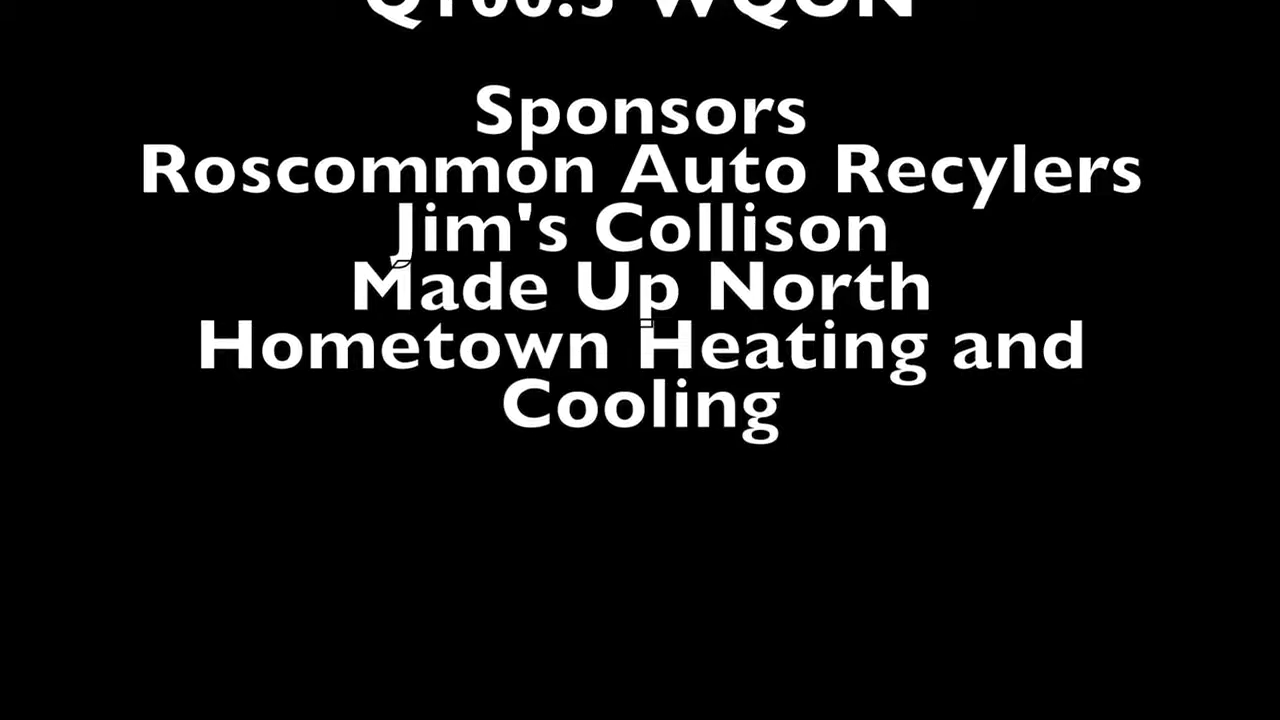 Sponsors
Roscommon Auto Recylers
Jim's Collison
Made Up North
Hometown Heating and
Cooling